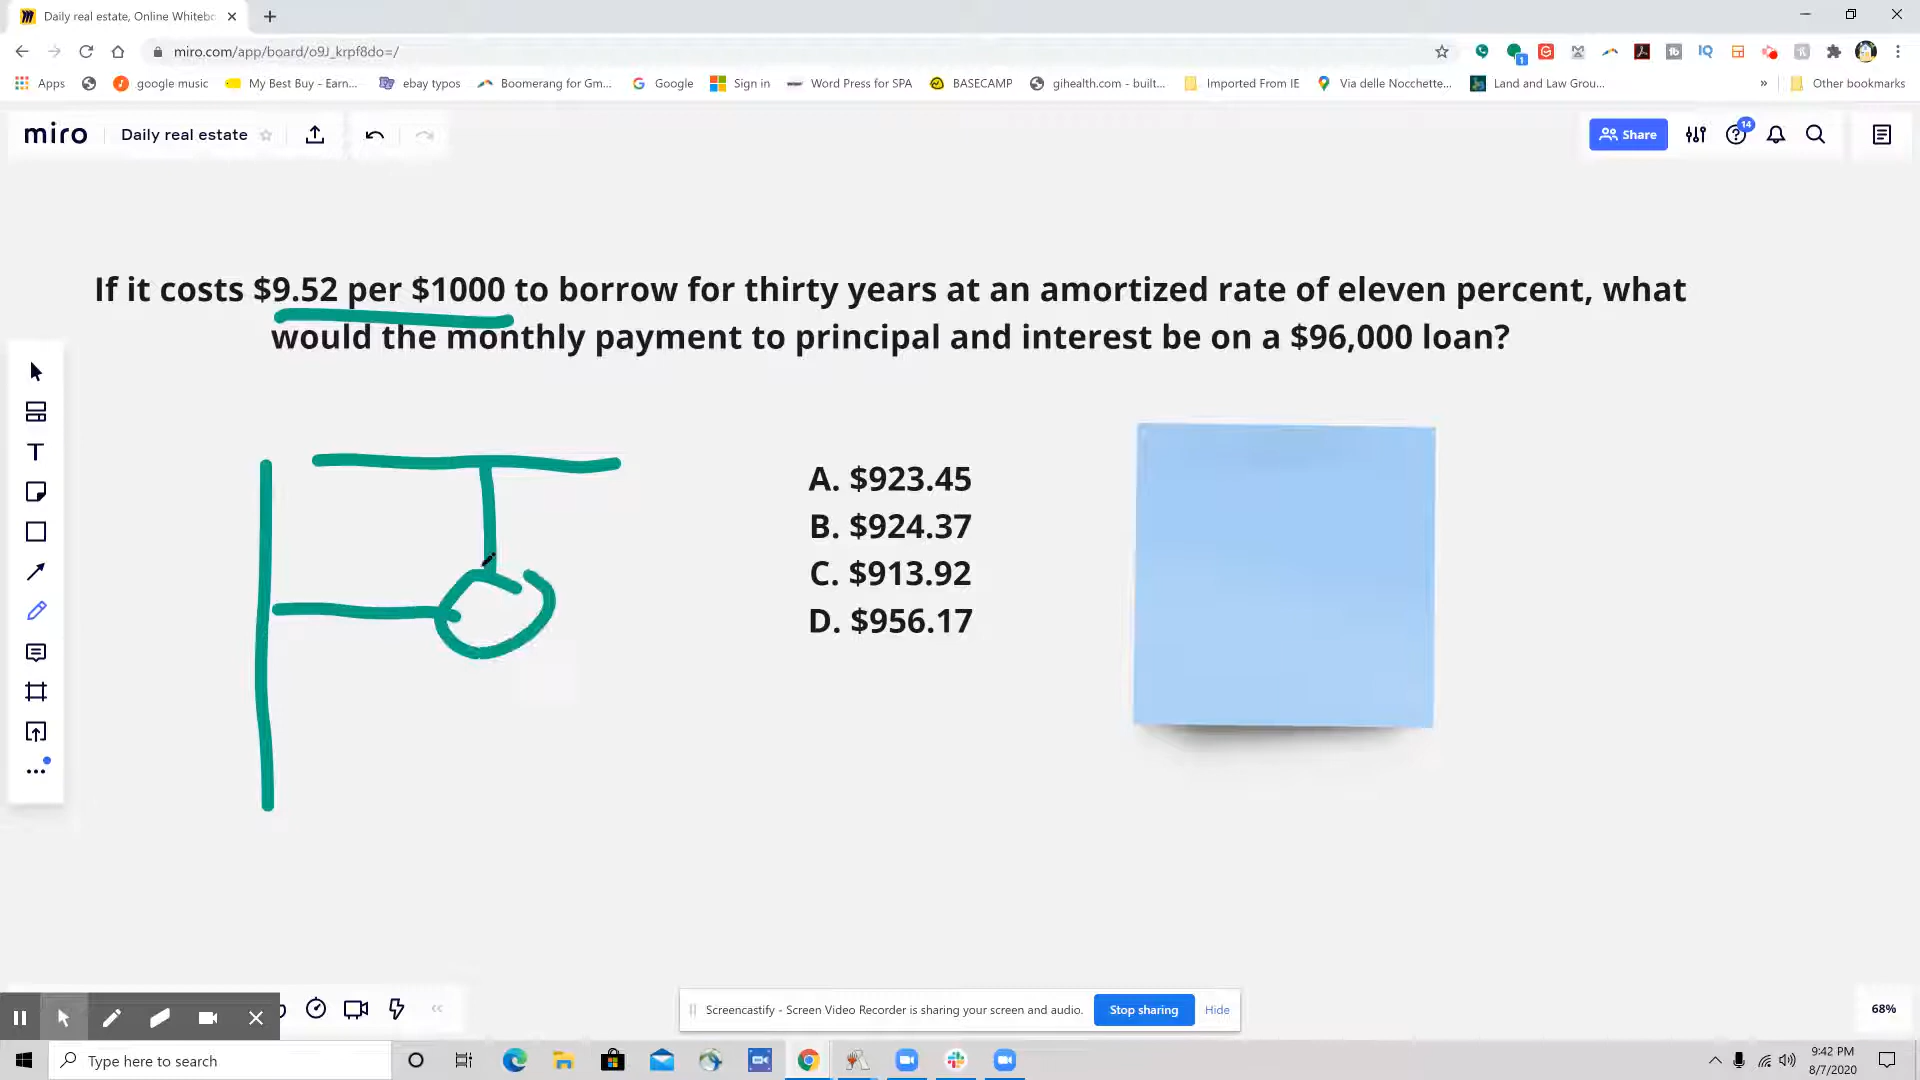 Daily real estate, Online Whitebo
miro.com/app/board/o9J_krpf8do=/
1
Apps
google music
My Best Buy - Earn...
ebay typos
Boomerang for Gm...
Google
Sign in
Word Press for SPA
BASECAMP
gihealth.com - built...
Imported From IE
Via delle Nocchette...
Land and Law Grou...
»
Other bookmarks
miro
Daily real estate
Share
14
If it costs $9.52 per $1000 to borrow for thirty years at an amortized rate of eleven percent, what
would the monthly payment to principal and interest be on a $96,000 loan?
A. $923.45
B. $924.37
C. $913.92
D. $956.17
Screencastify - Screen Video Recorder is sharing your screen and audio.
Stop sharing
Hide
68%
Type here to search
9:42 PM
8/7/2020